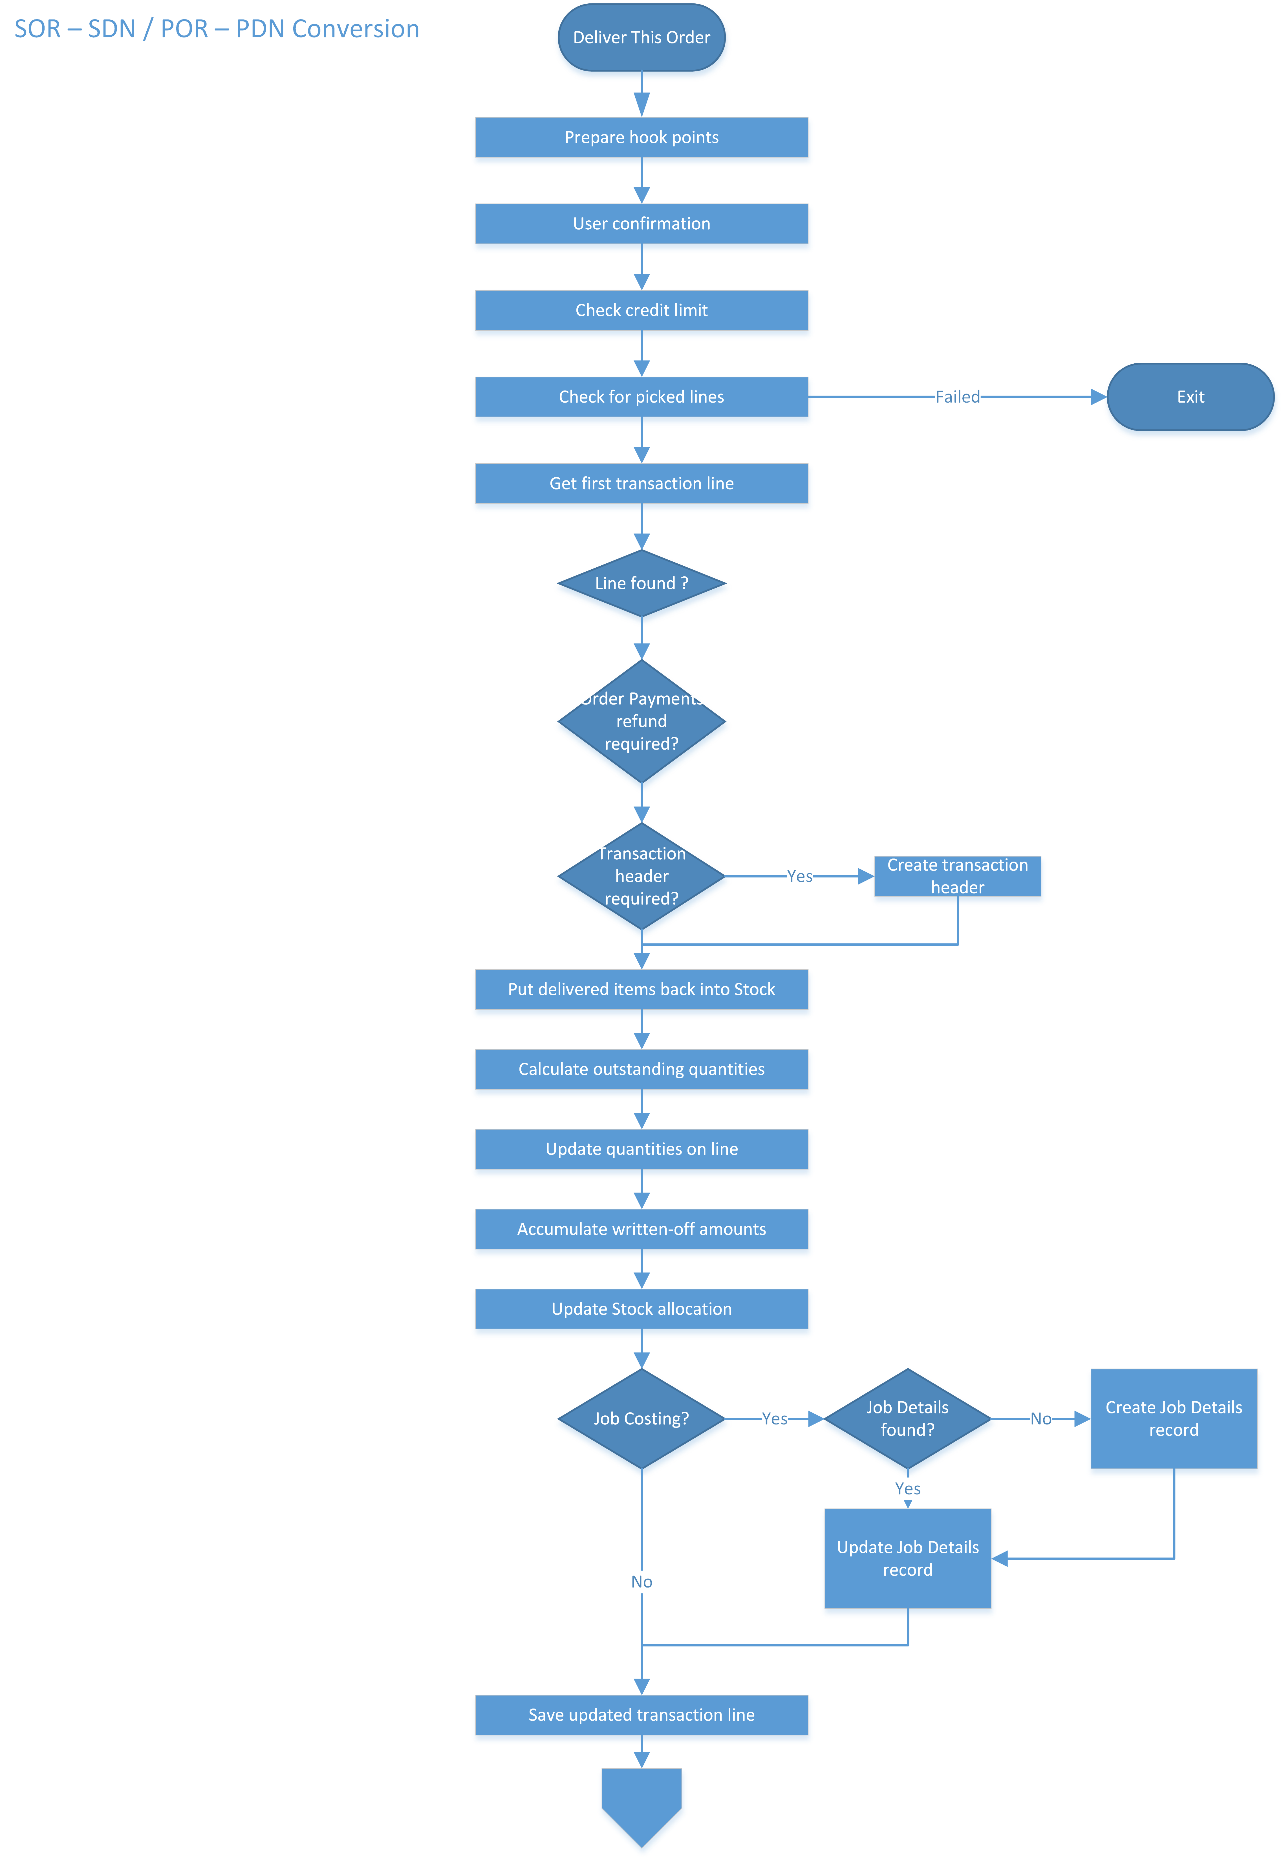 SOR – SDN / POR – PDN Conversion
Deliver This Order
Prepare hook points
User confirmation
Check credit limit
Check for picked lines
Failed
Exit
Get first transaction line
Line found ?
Order Payments
refund
required?
Transaction
header
required?
Yes
Create transaction
header
Put delivered items back into Stock
Calculate outstanding quantities
Update quantities on line
Accumulate written-off amounts
Update Stock allocation
Job Costing?
Yes
Job Details
found?
No
Create Job Details
record
Yes
Update Job Details
record
No
Save updated transaction line